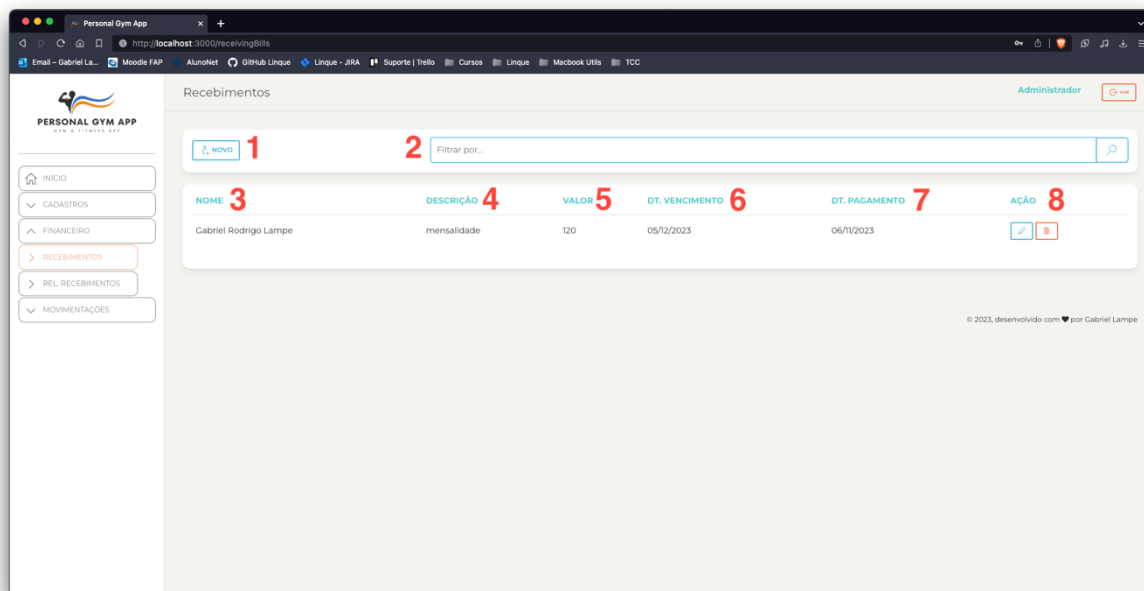 Personal Gym App
http://localhost:3000/receivingBills
Email – Gabriel La... Moodle FAP AlunoNet GitHub Linque Linque - JIRA Suporte | Trello Cursos Linque Macbook Utils TCC
PERSONAL GYM APP
GYM & FITNESS APP
INÍCIO
CADASTROS
FINANCEIRO
RECEBIMENTOS
REL. RECEBIMENTOS
MOVIMENTAÇÕES
Recebimentos
Administrador
NOVO 1 2 Filtrar por...
NOME 3 DESCRIÇÃO 4 VALOR 5 DT. VENCIMENTO 6 DT. PAGAMENTO 7 AÇÃO 8
Gabriel Rodrigo Lampe mensalidade 120 05/12/2023 06/11/2023
© 2023, desenvolvido com por Gabriel Lampe